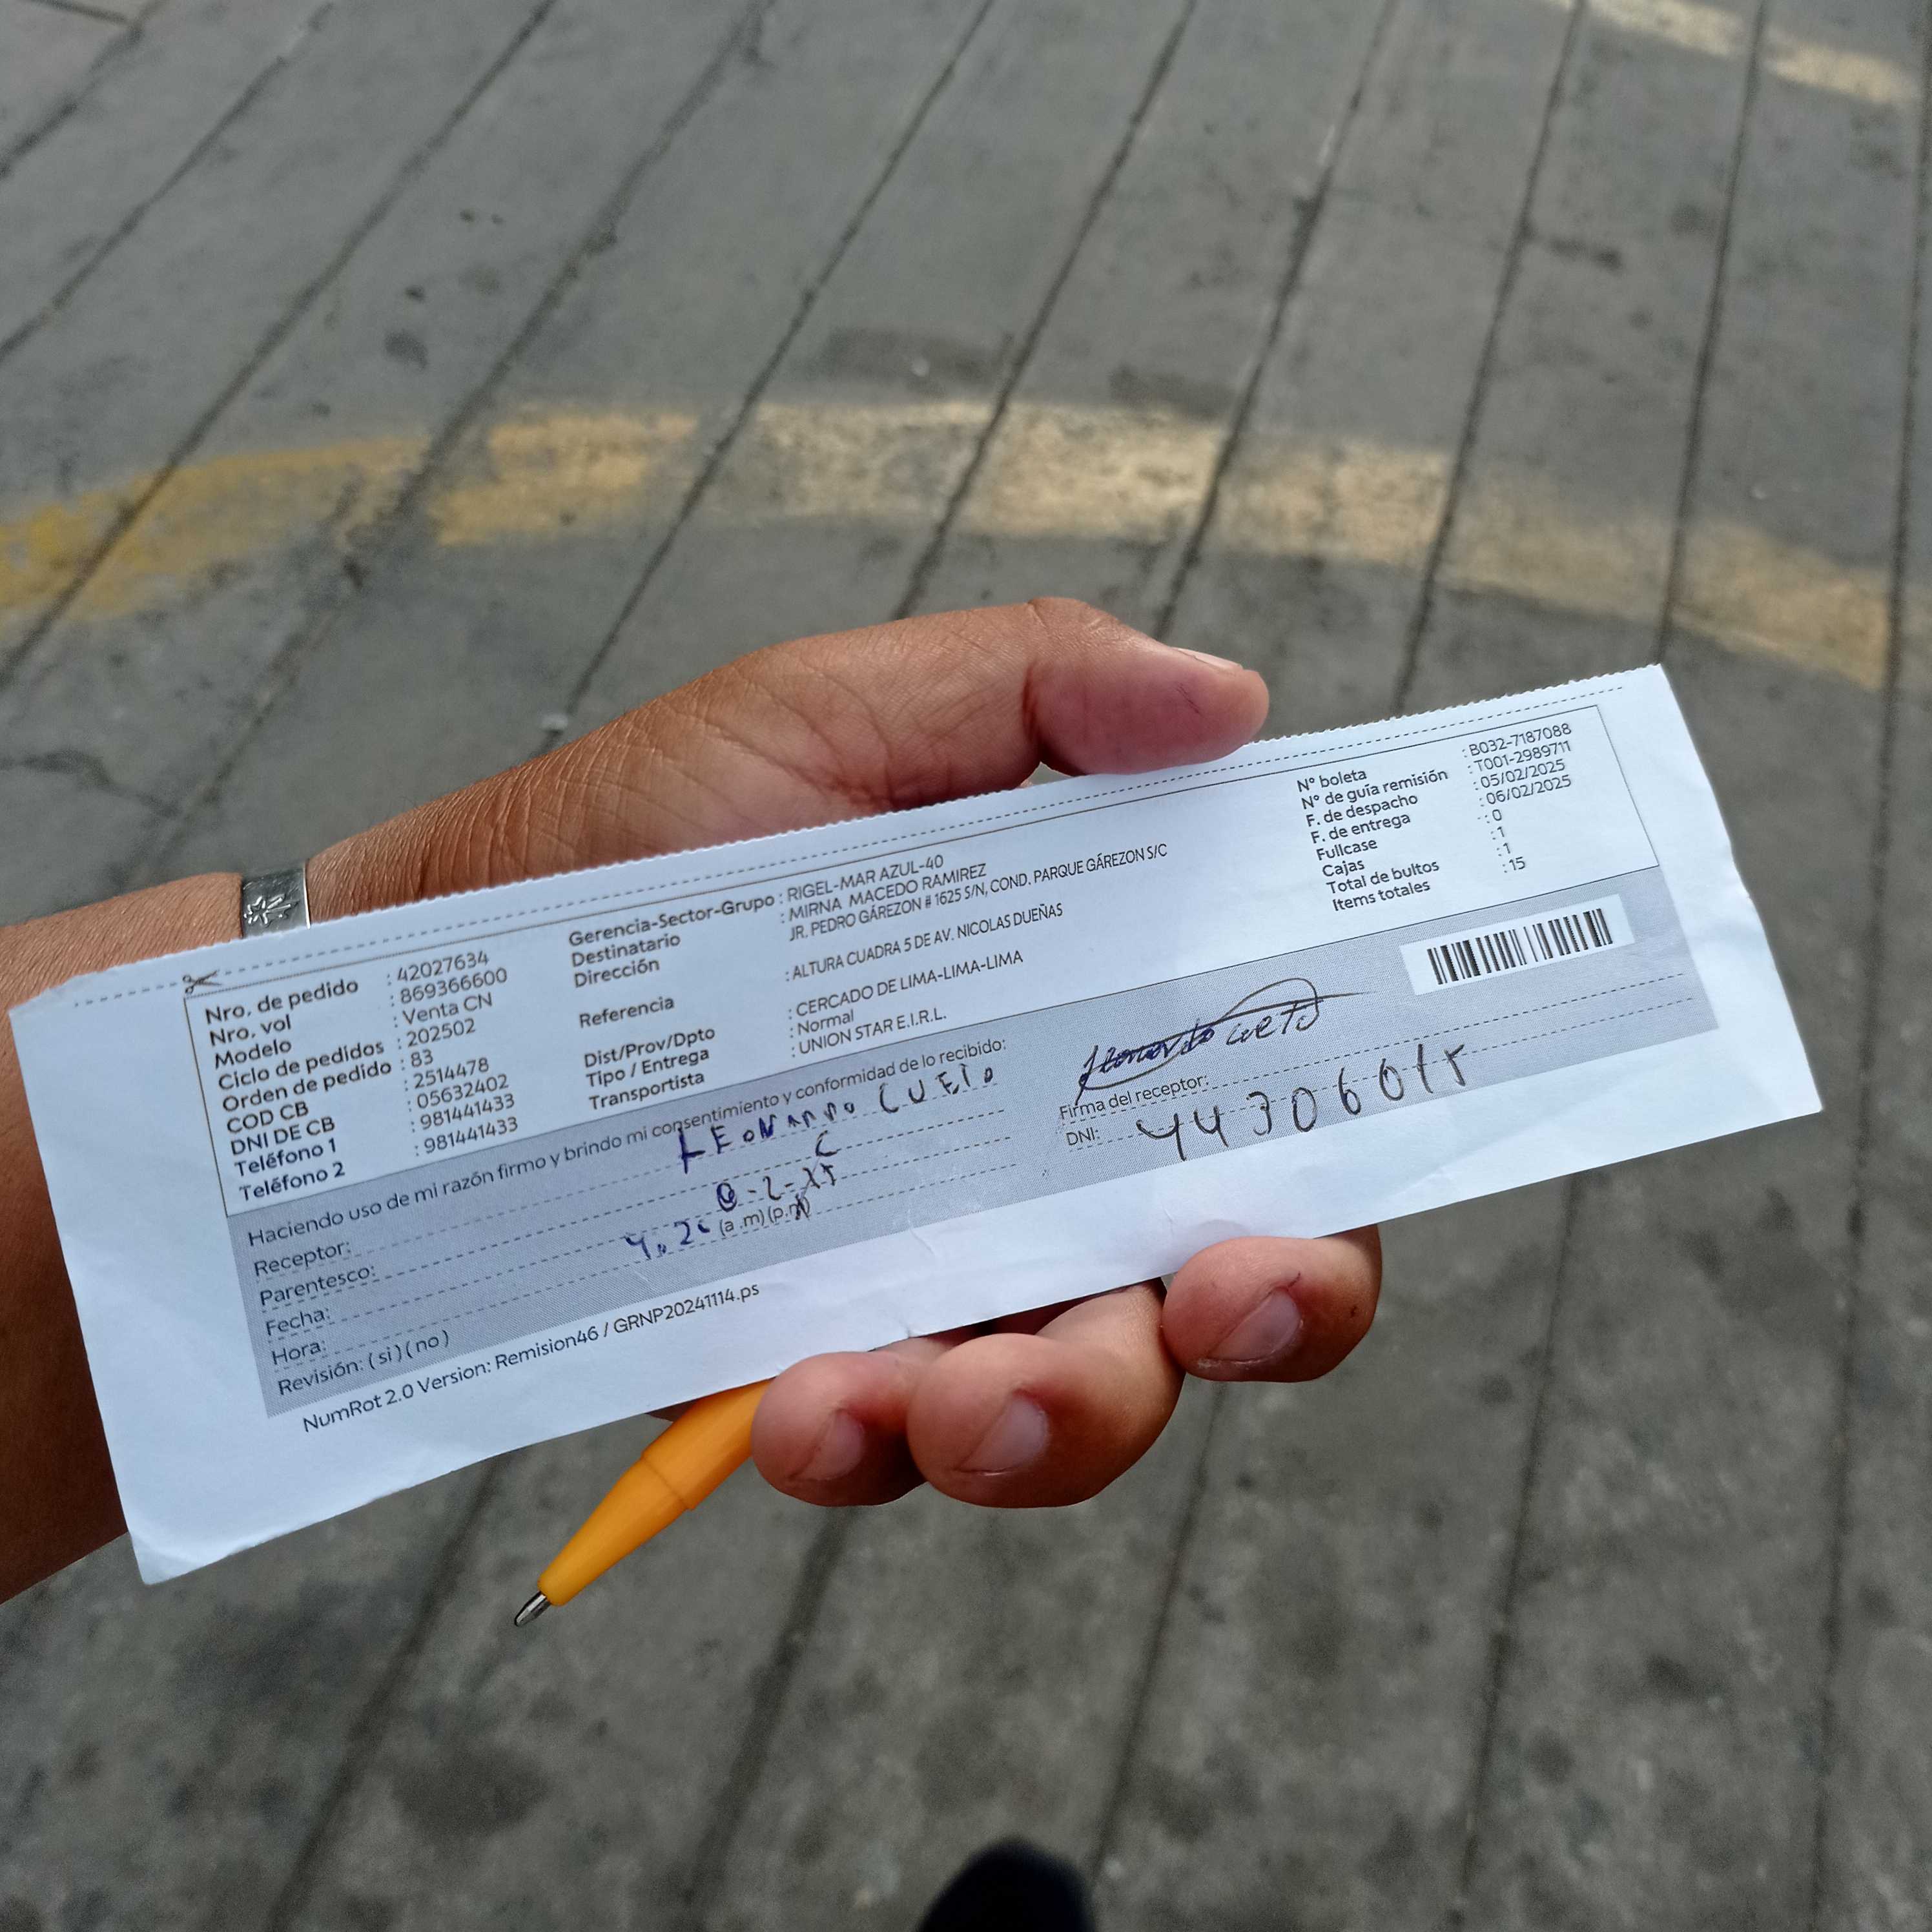 Nro. de pedido : 42027634
Nro. vol : 869366600
Modelo : Venta CN
Ciclo de pedidos : 202502
Orden de pedido : 83
COD CB : 2514478
DNI DE CB : 05632402
Teléfono 1 : 981441433
Teléfono 2 : 981441433
Gerencia-Sector-Grupo : RIGEL-MAR AZUL-40
Destinatario : MIRNA MACEDO RAMIREZ
Dirección JR. PEDRO GÁREZON # 1625 S/N, COND. PARQUE GÁREZON S/C
Referencia : ALTURA CUADRA 5 DE AV. NICOLAS DUEÑAS
Dist/Prov/Dpto : CERCADO DE LIMA-LIMA-LIMA
Tipo / Entrega : Normal
Transportista : UNION STAR E.I.R.L.
N° boleta : B032-7187088
N° de guía remisión : T001-2989711
F. de despacho : 05/02/2025
F. de entrega : 06/02/2025
Fullcase : 0
Cajas : 1
Total de bultos : 1
Items totales : 15
Haciendo uso de mi razón firmo y brindo mi consentimiento y conformidad de lo recibido:
Receptor: LEONARDO CUETO
Parentesco: C
Fecha:
Hora: (a.m)(p.m)
Revisión: (si)(no)
Firma del receptor:
DNI: 44306015
NumRot 2.0 Version: Remision46 / GRNP20241114.ps